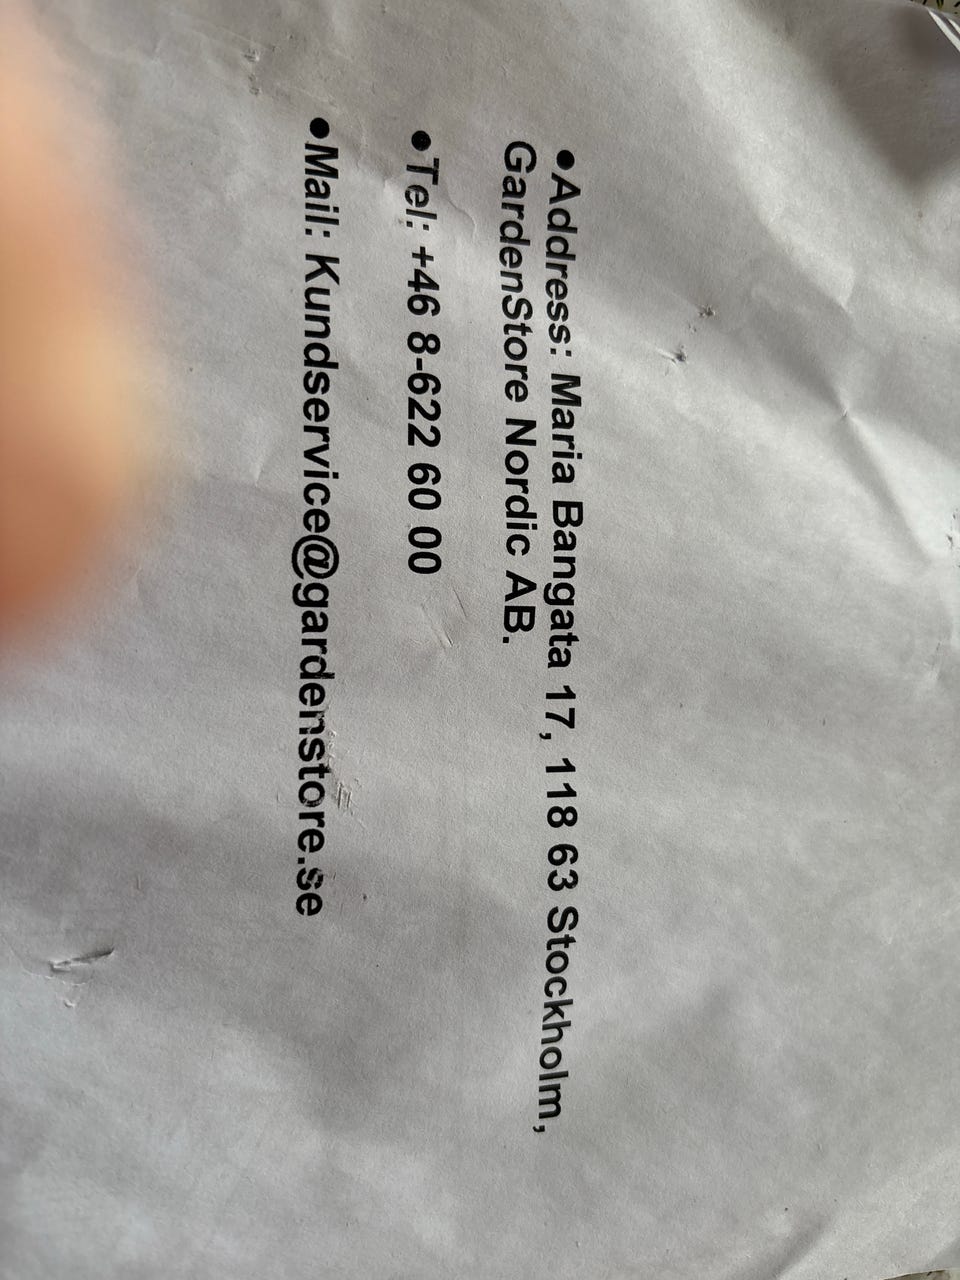 ●Address: Maria Bangata 17, 118 63 Stockholm,
GardenStore Nordic AB.
●Tel: +46 8-622 60 00
●Mail: Kundservice@gardenstore.se